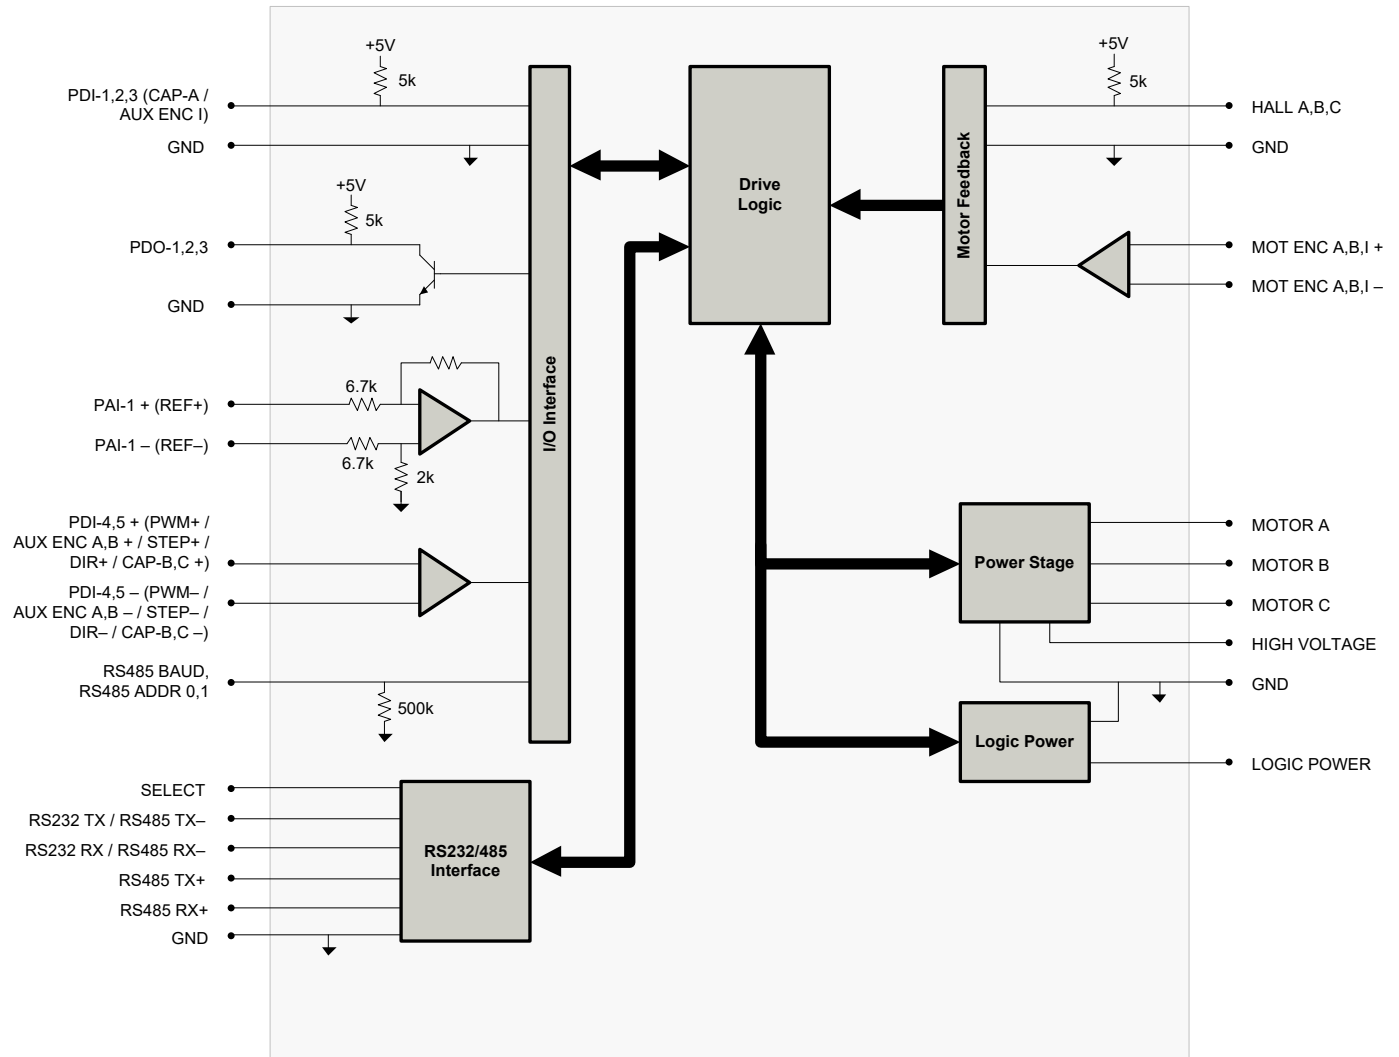 +5V
5k
PDI-1,2,3 (CAP-A /
AUX ENC I)
GND
+5V
5k
PDO-1,2,3
GND
6.7k
PAI-1 + (REF+)
PAI-1 – (REF–)
6.7k
2k
PDI-4,5 + (PWM+ /
AUX ENC A,B + / STEP+ /
DIR+ / CAP-B,C +)
PDI-4,5 – (PWM– /
AUX ENC A,B – / STEP– /
DIR– / CAP-B,C –)
RS485 BAUD,
RS485 ADDR 0,1
500k
I/O Interface
SELECT
RS232 TX / RS485 TX–
RS232 RX / RS485 RX–
RS485 TX+
RS485 RX+
GND
RS232/485
Interface
Drive
Logic
Motor Feedback
+5V
5k
HALL A,B,C
GND
MOT ENC A,B,I +
MOT ENC A,B,I –
Power Stage
MOTOR A
MOTOR B
MOTOR C
HIGH VOLTAGE
GND
Logic Power
LOGIC POWER